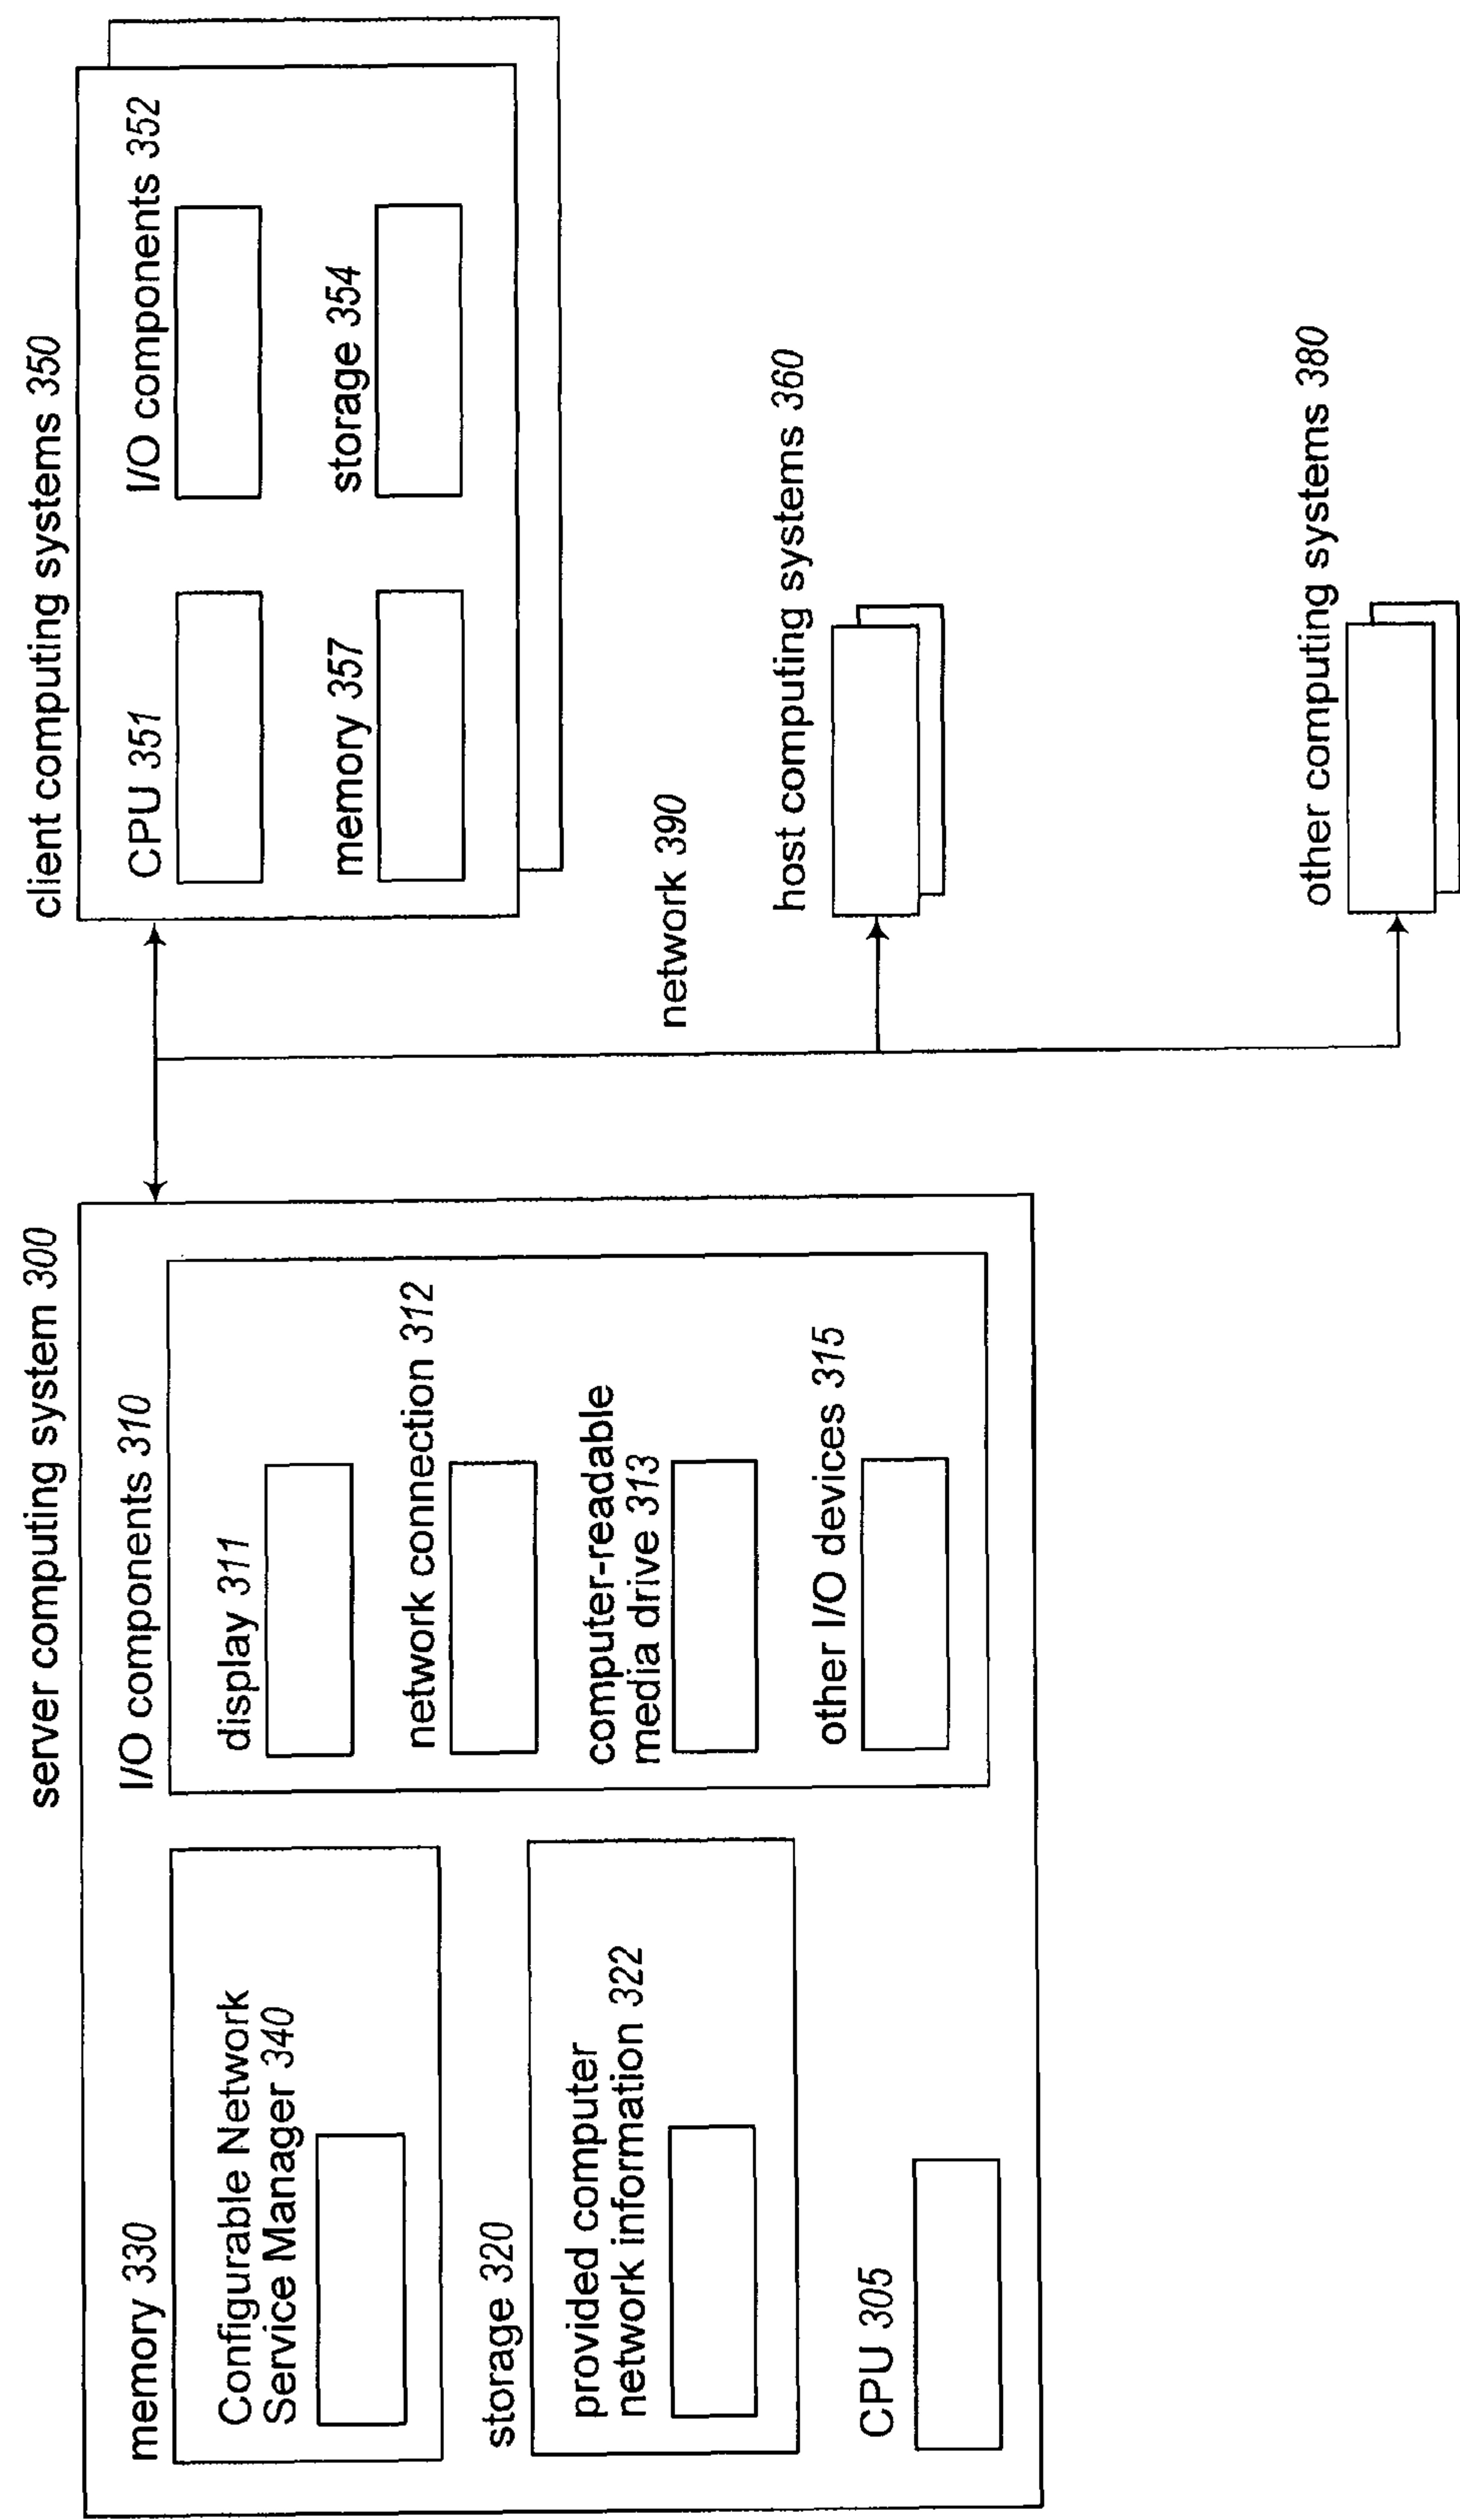 server computing system 300
memory 330
Configurable Network
Service Manager 340
storage 320
provided computer
network information 322
CPU 305
I/O components 310
display 311
network connection 312
computer-readable
media drive 313
other I/O devices 315
client computing systems 350
CPU 351
I/O components 352
memory 357
storage 354
network 390
host computing systems 360
other computing systems 380